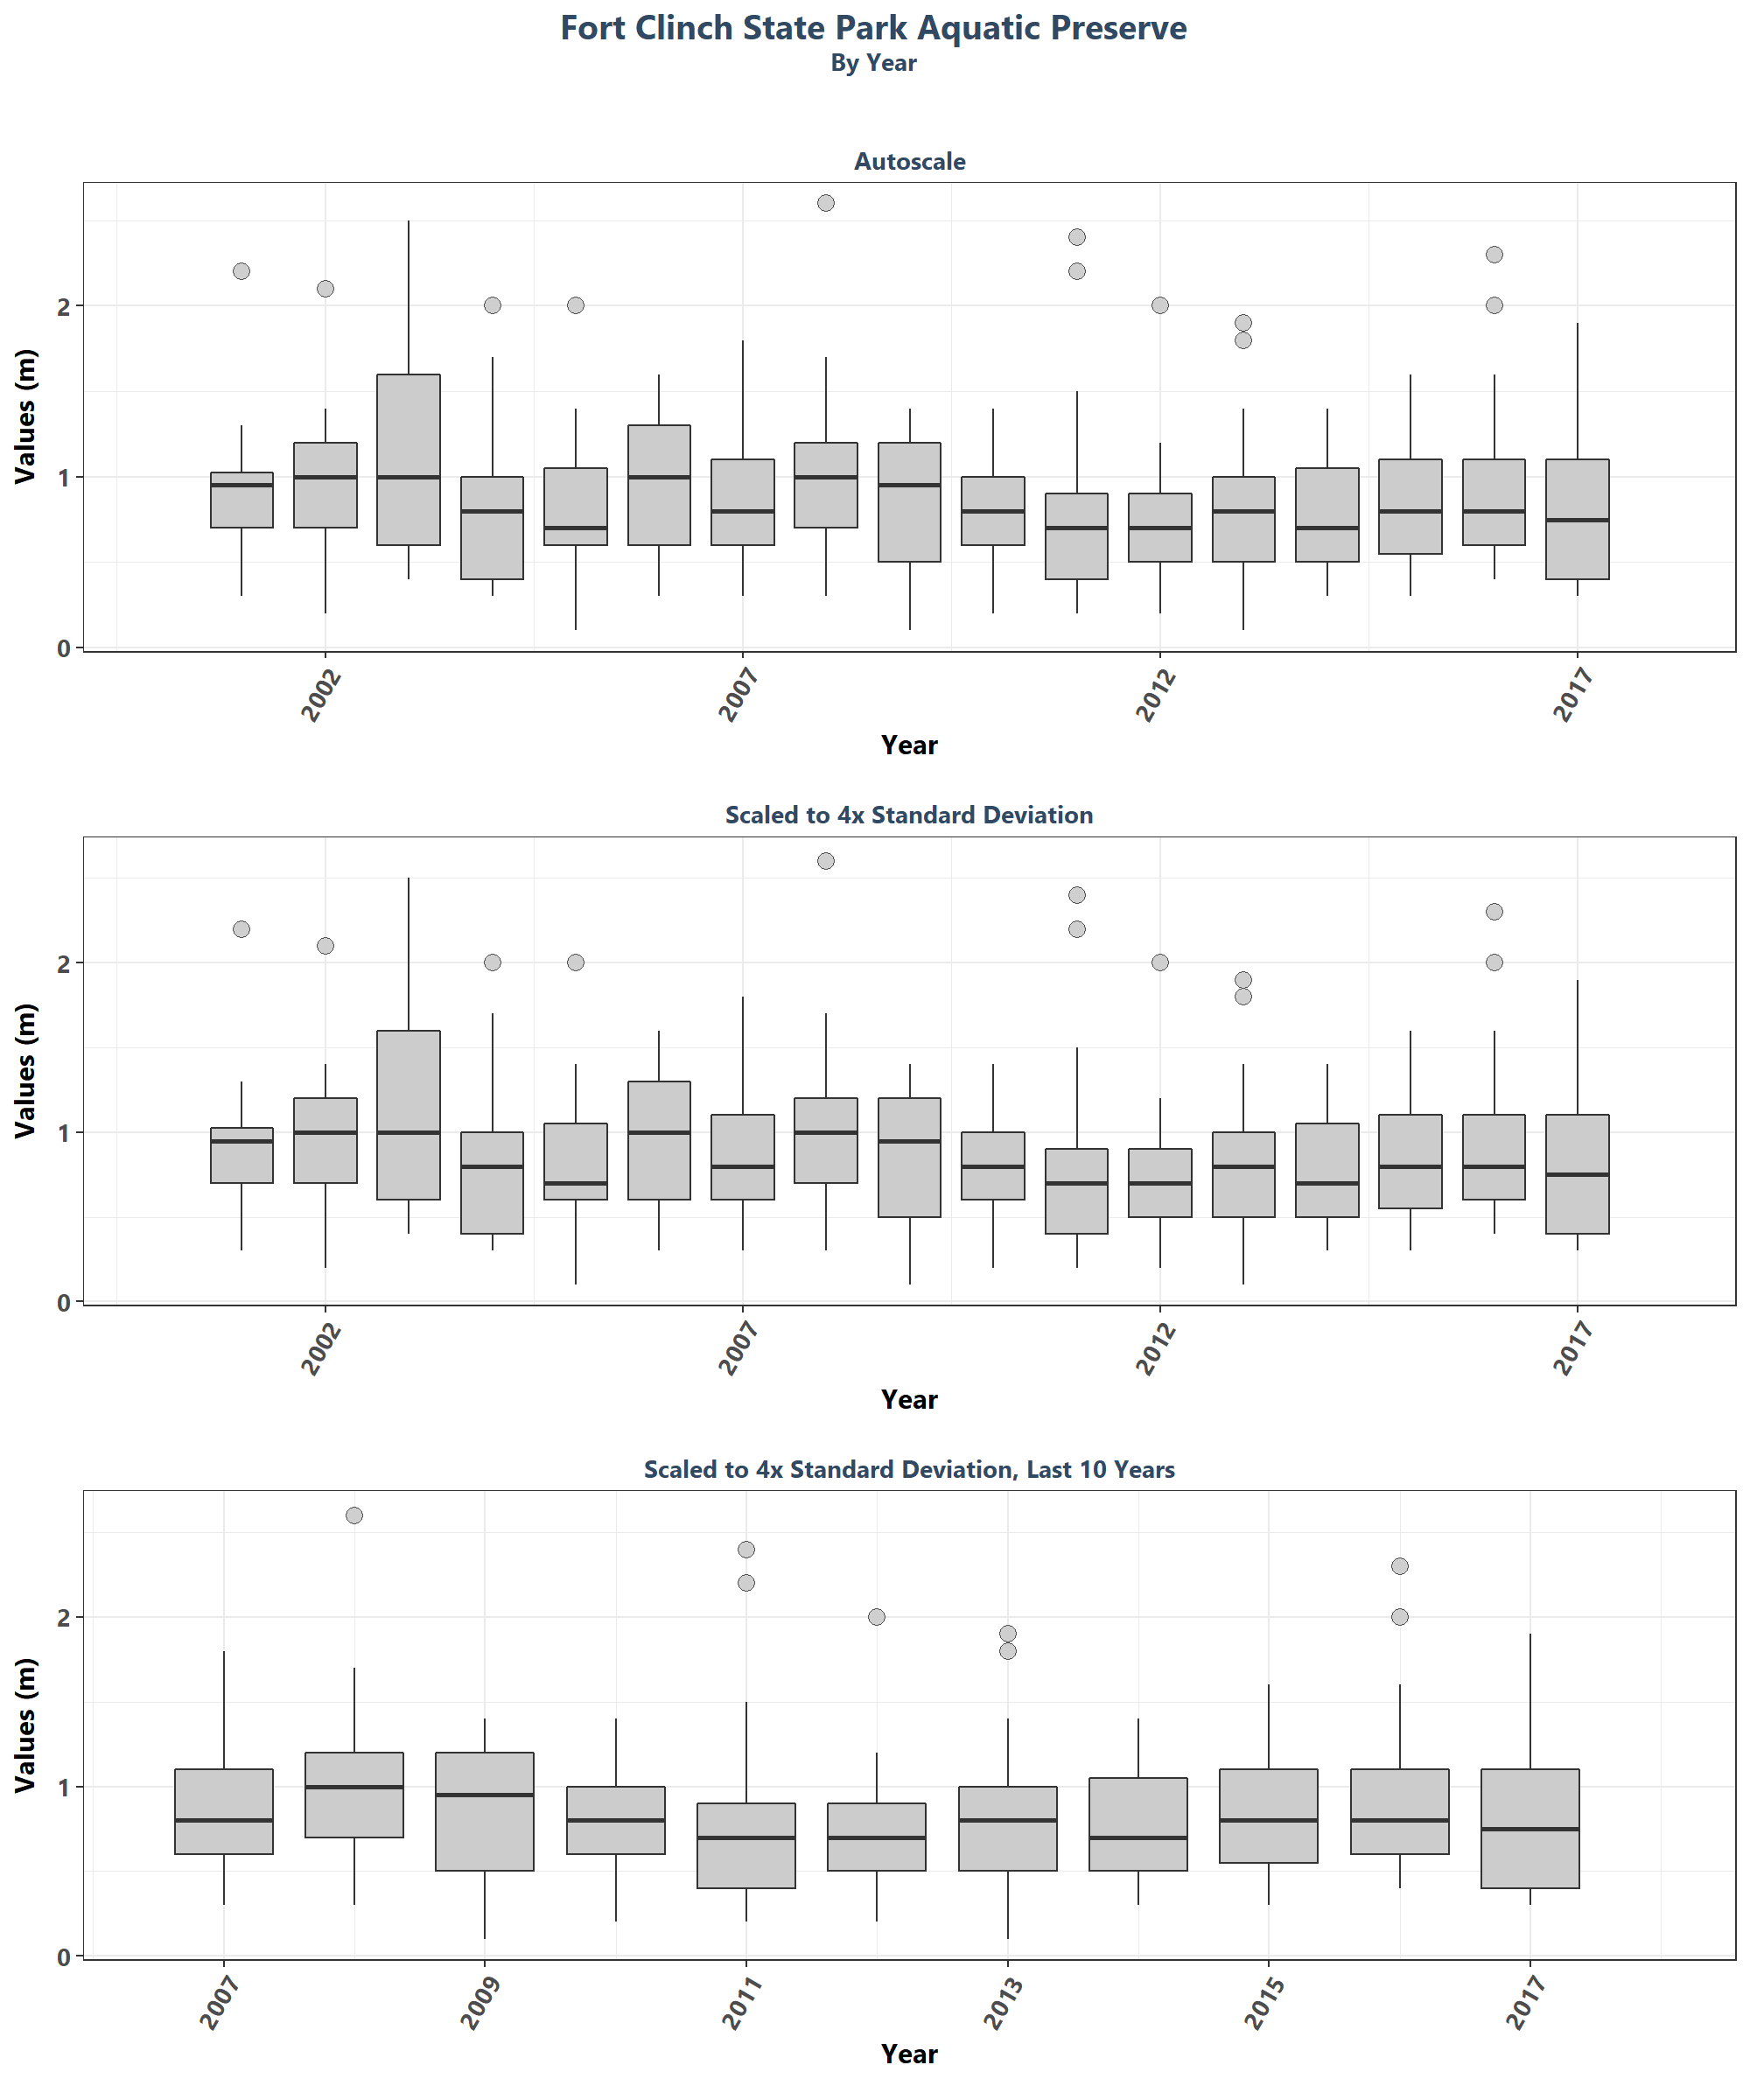 Fort Clinch State Park Aquatic Preserve
By Year
Autoscale
Values (m)
2
1
0
2002 2007 2012 2017
Year
Scaled to 4x Standard Deviation
Values (m)
2
1
0
2002 2007 2012 2017
Year
Scaled to 4x Standard Deviation, Last 10 Years
Values (m)
2
1
0
2007 2009 2011 2013 2015 2017
Year